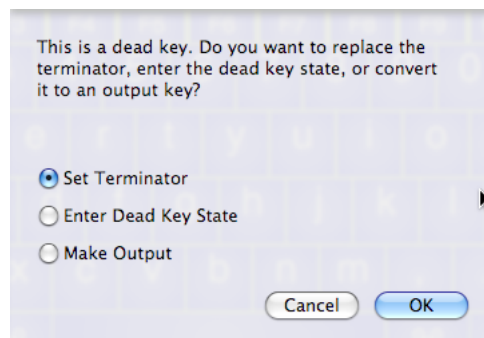 This is a dead key. Do you want to replace the
terminator, enter the dead key state, or convert
it to an output key?
Set Terminator
Enter Dead Key State
Make Output
Cancel OK